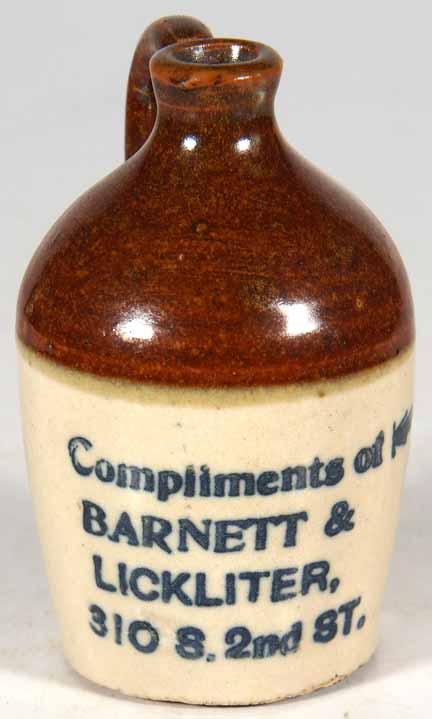 Compliments of
BARNETT &
LICKLITER,
310 S. 2nd ST.